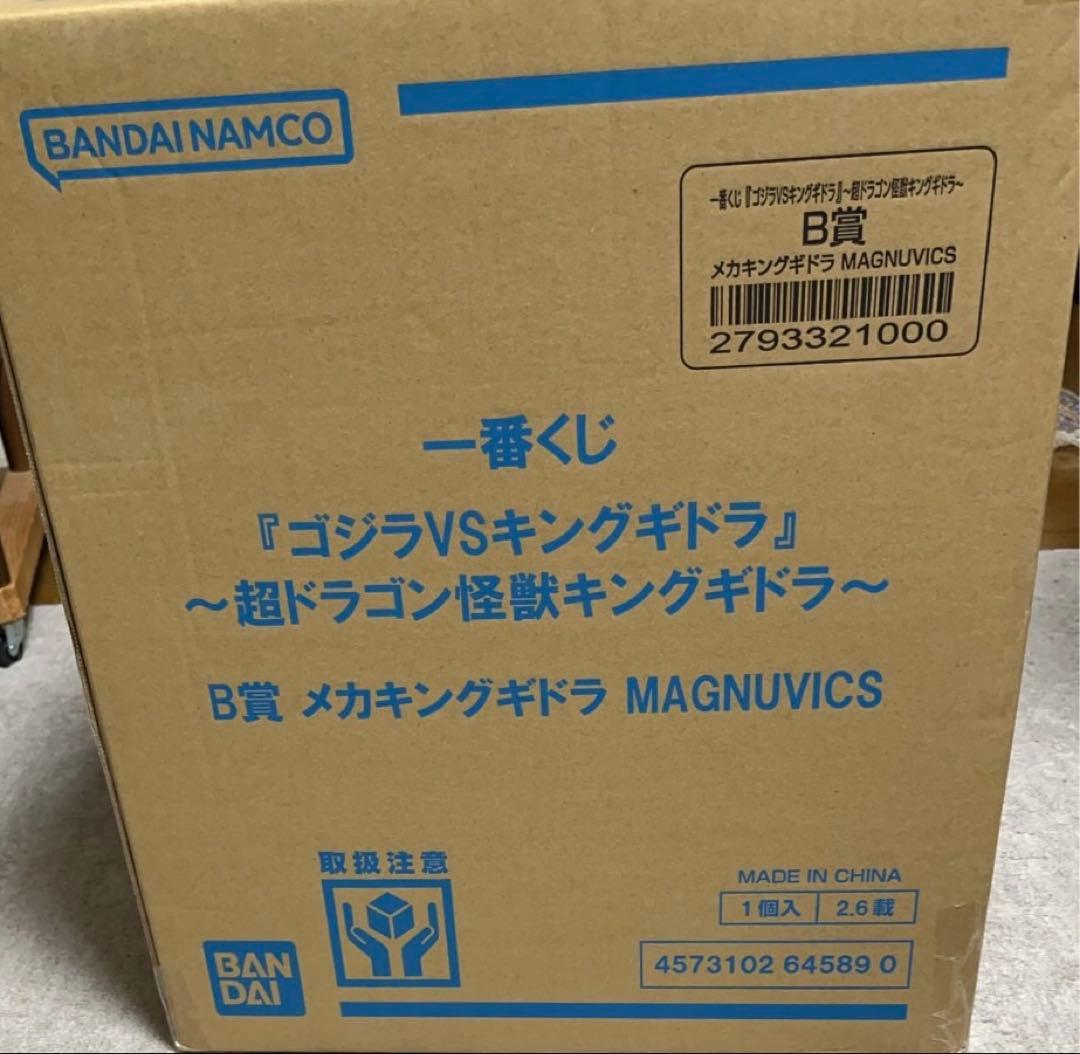 BANDAI NAMCO
一番くじ『ゴジラVSキングギドラ』～超ドラゴン怪獣キングギドラ～
B賞
メカキングギドラ MAGNUVICS
2793321000
一番くじ
『ゴジラVSキングギドラ』
～超ドラゴン怪獣キングギドラ～
B賞 メカキングギドラ MAGNUVICS
取扱注意
MADE IN CHINA
1個入 2.6載
4573102 64589 0
BAN
DAI